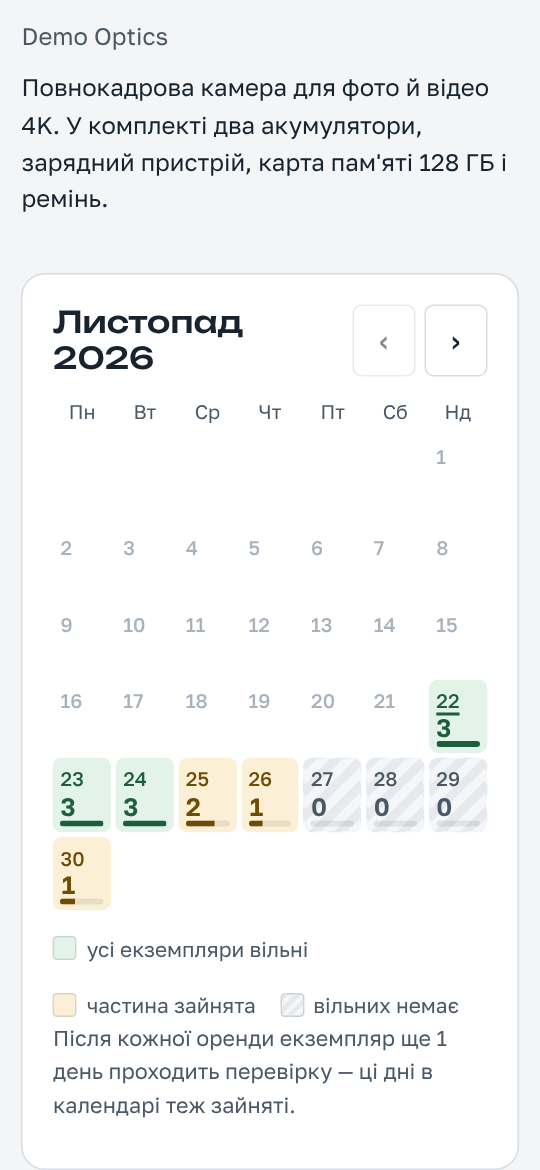 Demo Optics
Повнокадрова камера для фото й відео
4K. У комплекті два акумулятори,
зарядний пристрій, карта пам'яті 128 ГБ і
ремінь.
Листопад
2026
‹ ›
Пн Вт Ср Чт Пт Сб Нд
1
2 3 4 5 6 7 8
9 10 11 12 13 14 15
16 17 18 19 20 21 22
3
23 24 25 26 27 28 29
3 3 2 1 0 0 0
30
1
усі екземпляри вільні
частина зайнята вільних немає
Після кожної оренди екземпляр ще 1
день проходить перевірку — ці дні в
календарі теж зайняті.